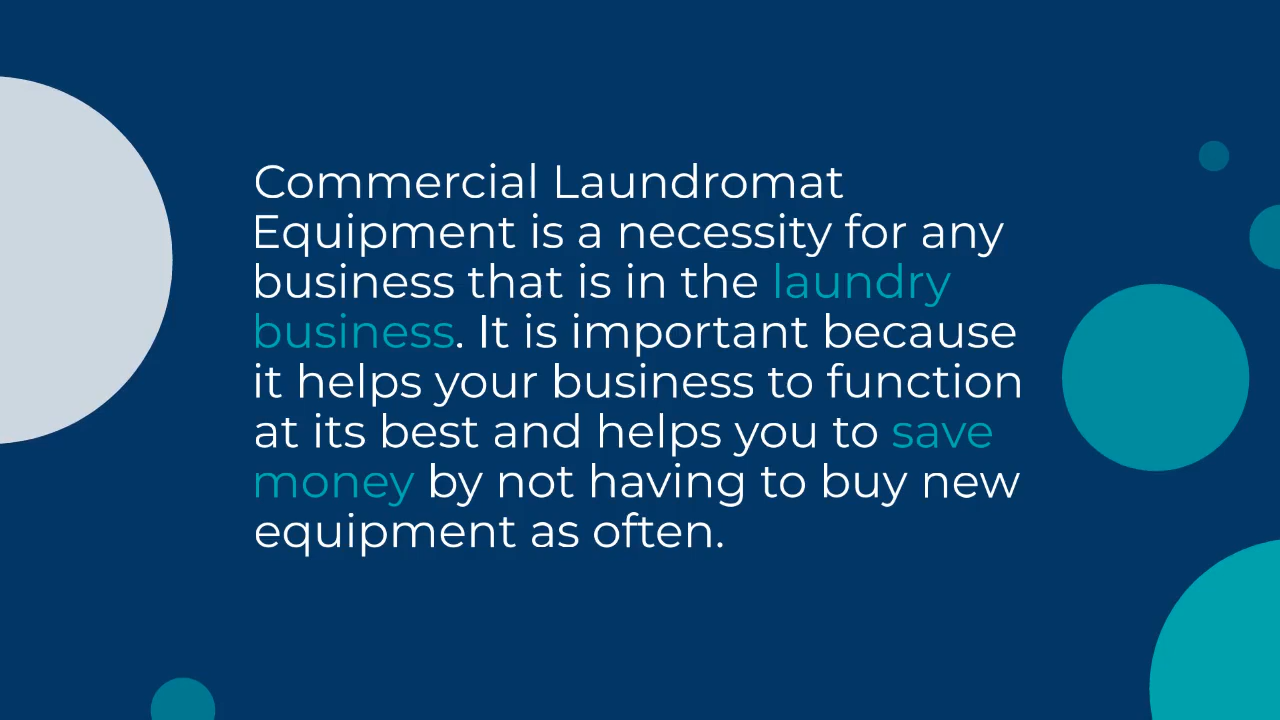 Commercial Laundromat
Equipment is a necessity for any
business that is in the laundry
business. It is important because
it helps your business to function
at its best and helps you to save
money by not having to buy new
equipment as often.